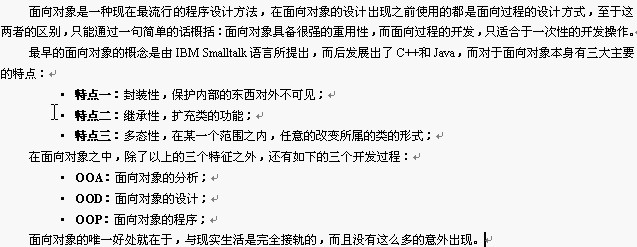 面向对象是一种现在最流行的程序设计方法，在面向对象的设计出现之前使用的都是面向过程的设计方式，至于这
两者的区别，只能通过一句简单的话概括：面向对象具备很强的重用性，而面向过程的开发，只适合于一次性的开发操作。
最早的面向对象的概念是由 IBM Smalltalk 语言所提出，而后发展出了 C++和 Java，而对于面向对象本身有三大主要
的特点：
· 特点一：封装性，保护内部的东西对外不可见；
· 特点二：继承性，扩充类的功能；
· 特点三：多态性，在某一个范围之内，任意的改变所属的类的形式；
在面向对象之中，除了以上的三个特征之外，还有如下的三个开发过程：
· OOA：面向对象的分析；
· OOD：面向对象的设计；
· OOP：面向对象的程序；
面向对象的唯一好处就在于，与现实生活是完全接轨的，而且没有这么多的意外出现。